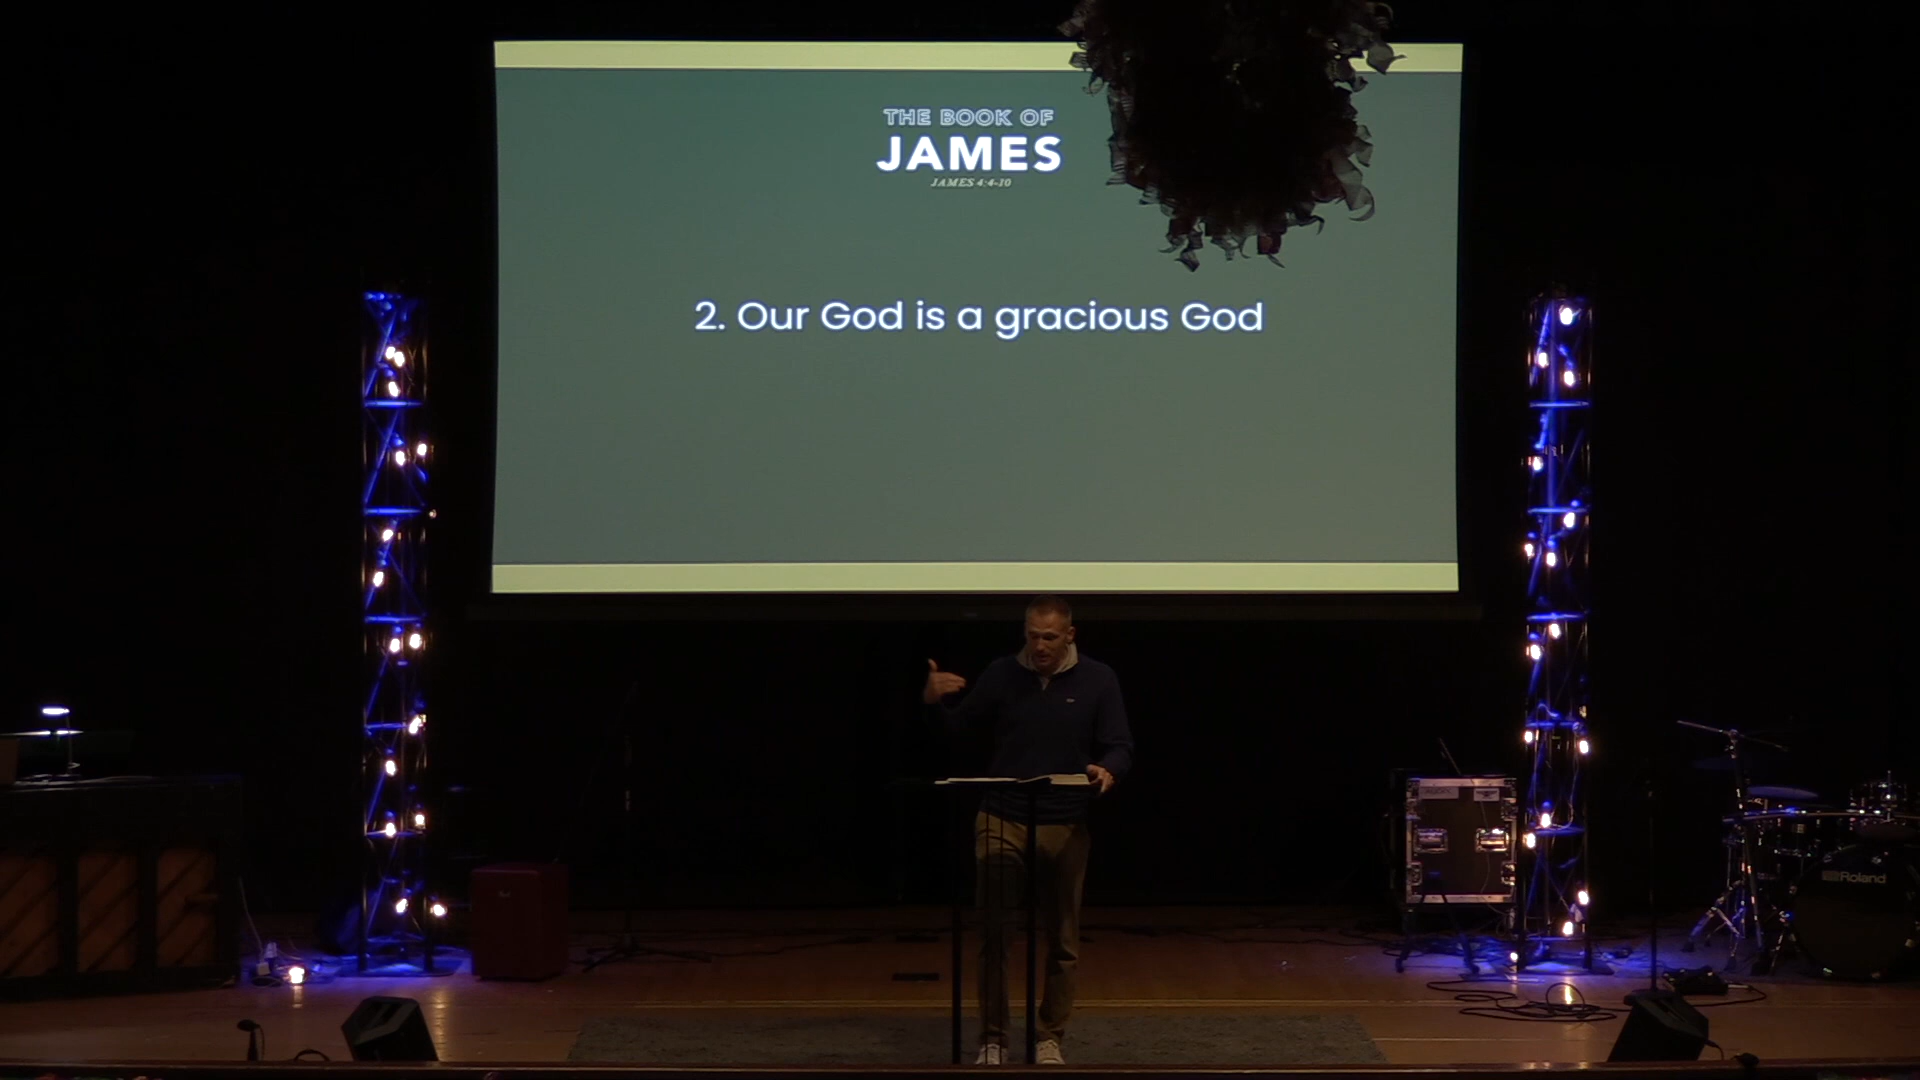 THE BOOK OF
JAMES
JAMES 4:4-10
2. Our God is a gracious God
Roland